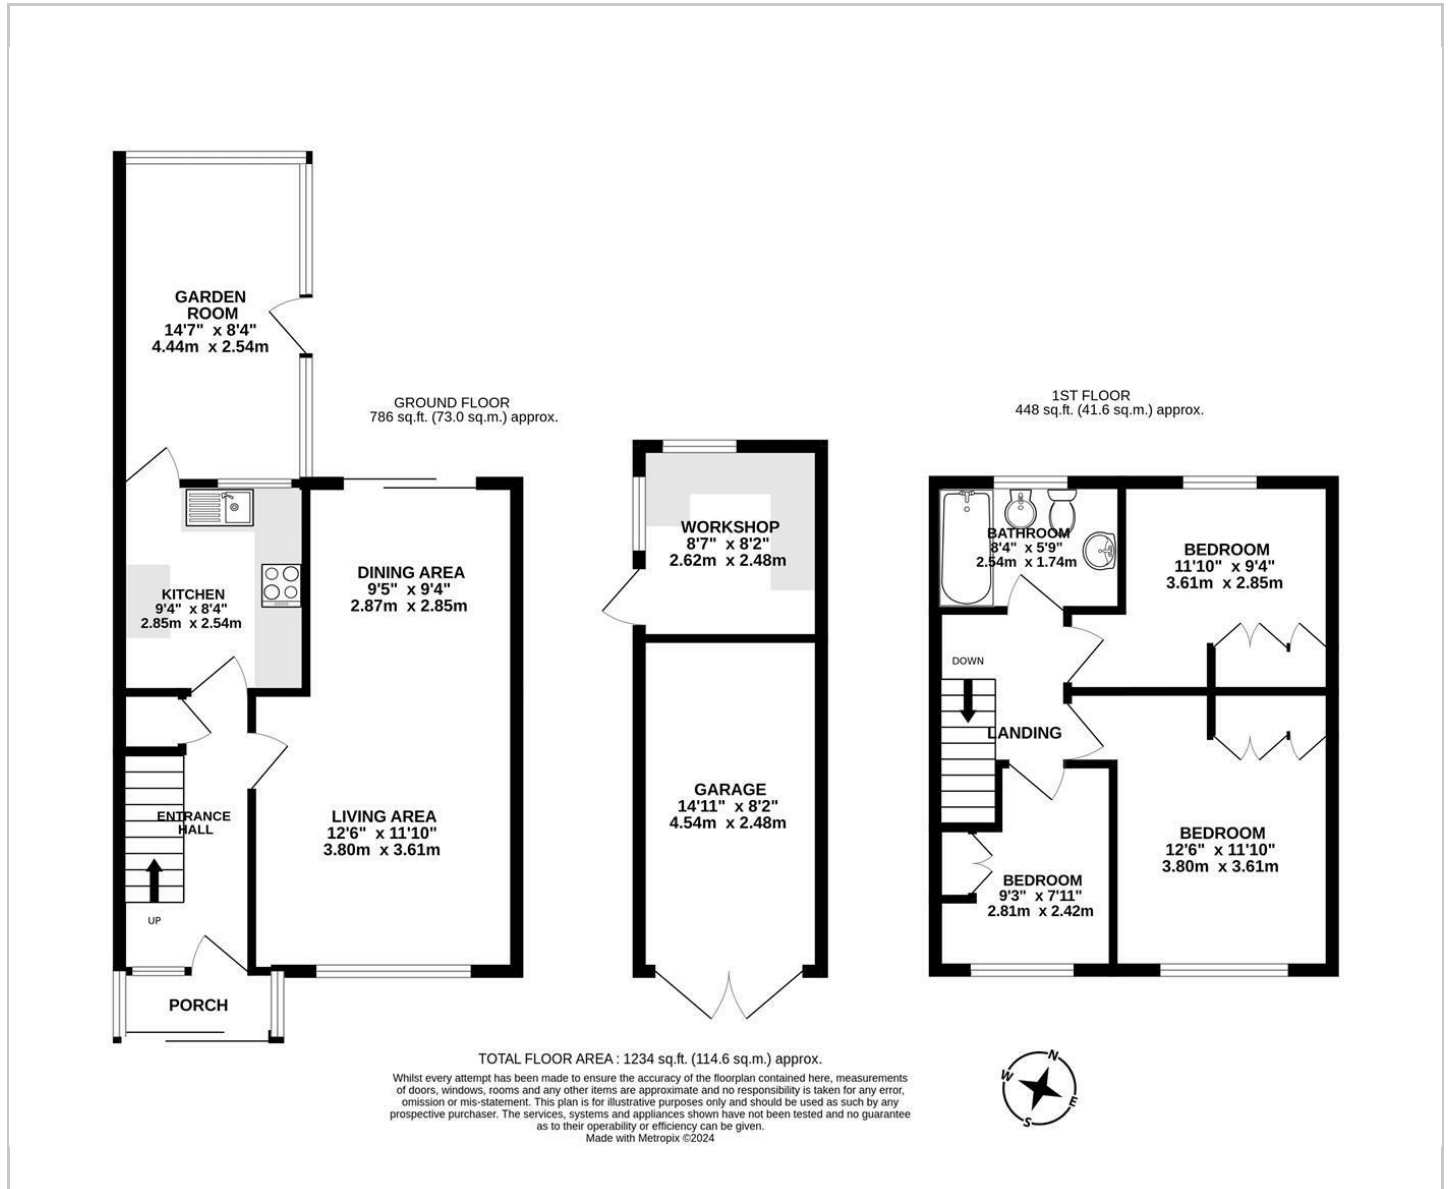 GARDEN
ROOM
14'7" x 8'4"
4.44m x 2.54m
GROUND FLOOR
786 sq.ft. (73.0 sq.m.) approx.
KITCHEN
9'4" x 8'4"
2.85m x 2.54m
DINING AREA
9'5" x 9'4"
2.87m x 2.85m
ENTRANCE
HALL
UP
LIVING AREA
12'6" x 11'10"
3.80m x 3.61m
PORCH
WORKSHOP
8'7" x 8'2"
2.62m x 2.48m
GARAGE
14'11" x 8'2"
4.54m x 2.48m
1ST FLOOR
448 sq.ft. (41.6 sq.m.) approx.
BATHROOM
8'4" x 5'9"
2.54m x 1.74m
BEDROOM
11'10" x 9'4"
3.61m x 2.85m
DOWN
LANDING
BEDROOM
12'6" x 11'10"
3.80m x 3.61m
BEDROOM
9'3" x 7'11"
2.81m x 2.42m
TOTAL FLOOR AREA : 1234 sq.ft. (114.6 sq.m.) approx.
Whilst every attempt has been made to ensure the accuracy of the floorplan contained here, measurements
of doors, windows, rooms and any other items are approximate and no responsibility is taken for any error,
omission or mis-statement. This plan is for illustrative purposes only and should be used as such by any
prospective purchaser. The services, systems and appliances shown have not been tested and no guarantee
as to their operability or efficiency can be given.
Made with Metropix ©2024
N
W
E
S